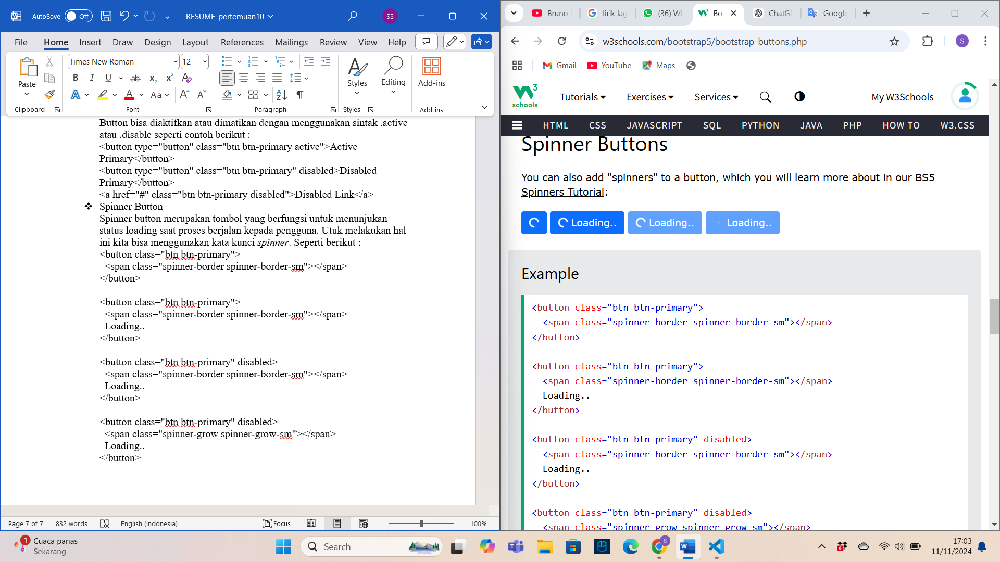 AutoSave Off RESUME_pertemuan10 SS
File Home Insert Draw Design Layout References Mailings Review View Help
Times New Roman 12
Paste
Styles Editing Add-ins
Clipboard Font Paragraph Styles Add-ins
Button bisa diaktifkan atau dimatikan dengan menggunakan sintak .active
atau .disable seperti contoh berikut :
<button type="button" class="btn btn-primary active">Active
Primary</button>
<button type="button" class="btn btn-primary" disabled>Disabled
Primary</button>
<a href="#" class="btn btn-primary disabled">Disabled Link</a>
❖ Spinner Button
Spinner button merupakan tombol yang berfungsi untuk menunjukan
status loading saat proses berjalan kepada pengguna. Utuk melakukan hal
ini kita bisa menggunakan kata kunci spinner. Seperti berikut :
<button class="btn btn-primary">
<span class="spinner-border spinner-border-sm"></span>
</button>
<button class="btn btn-primary">
<span class="spinner-border spinner-border-sm"></span>
Loading..
</button>
<button class="btn btn-primary" disabled>
<span class="spinner-border spinner-border-sm"></span>
Loading..
</button>
<button class="btn btn-primary" disabled>
<span class="spinner-grow spinner-grow-sm"></span>
Loading..
</button>
Page 7 of 7 832 words English (Indonesia) Focus 100%
Bruno lirik lag (36) Bo ChatGP Google
w3schools.com/bootstrap5/bootstrap_buttons.php S
Gmail YouTube Maps
W3 schools Tutorials Exercises Services My W3Schools
HTML CSS JAVASCRIPT SQL PYTHON JAVA PHP HOW TO W3.CSS
Spinner Buttons
You can also add "spinners" to a button, which you will learn more about in our BS5
Spinners Tutorial:
Loading.. Loading.. Loading..
Example
<button class="btn btn-primary">
<span class="spinner-border spinner-border-sm"></span>
</button>
<button class="btn btn-primary">
<span class="spinner-border spinner-border-sm"></span>
Loading..
</button>
<button class="btn btn-primary" disabled>
<span class="spinner-border spinner-border-sm"></span>
Loading..
</button>
<button class="btn btn-primary" disabled>
<span class="spinner-grow spinner-grow-sm"></span>
1 Cuaca panas
Sekarang
Search
17:03
11/11/2024